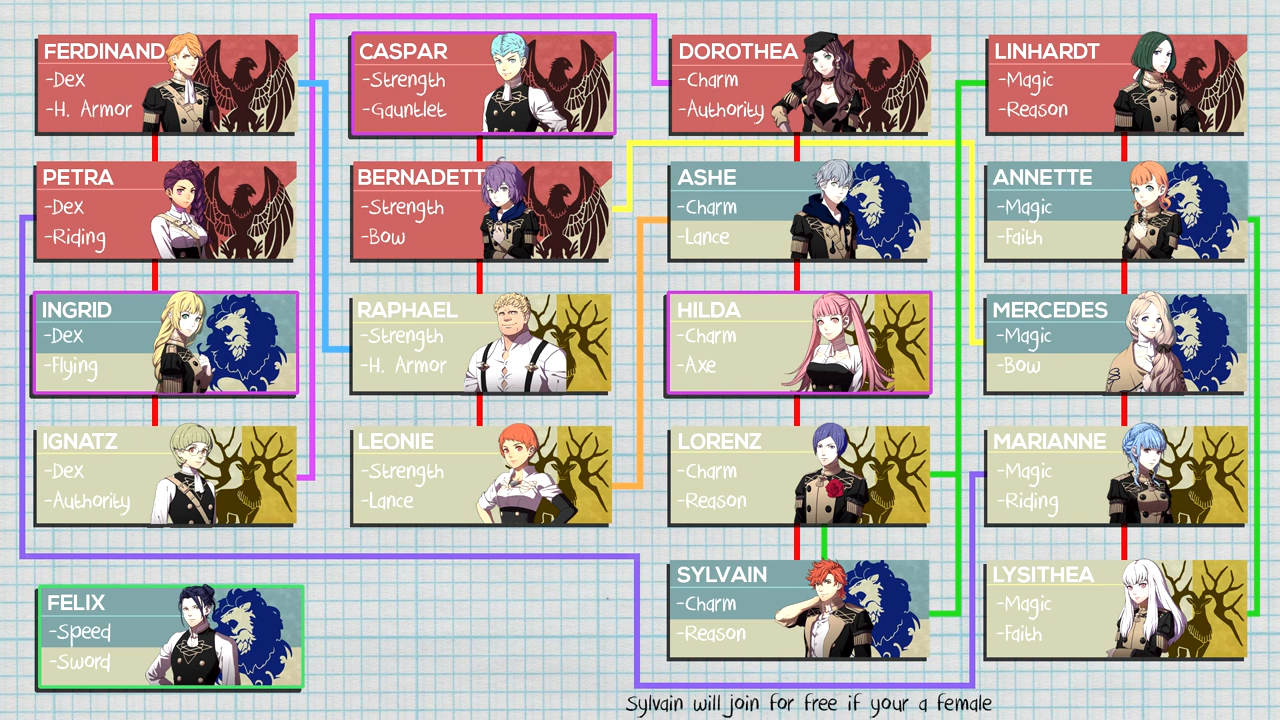 FERDINAND
-Dex
-H. Armor
CASPAR
-Strength
-Gauntlet
DOROTHEA
-Charm
-Authority
LINHARDT
-Magic
-Reason
PETRA
-Dex
-Riding
BERNADETT
-Strength
-Bow
ASHE
-Charm
-Lance
ANNETTE
-Magic
-Faith
INGRID
-Dex
-Flying
RAPHAEL
-Strength
-H. Armor
HILDA
-Charm
-Axe
MERCEDES
-Magic
-Bow
IGNATZ
-Dex
-Authority
LEONIE
-Strength
-Lance
LORENZ
-Charm
-Reason
MARIANNE
-Magic
-Riding
FELIX
-Speed
-Sword
SYLVAIN
-Charm
-Reason
LYSITHEA
-Magic
-Faith
Sylvain will join for free if your a female